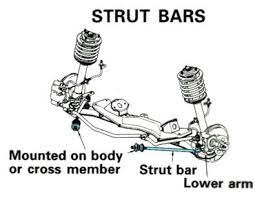 STRUT BARS
Mounted on body
or cross member
Strut bar
Lower arm